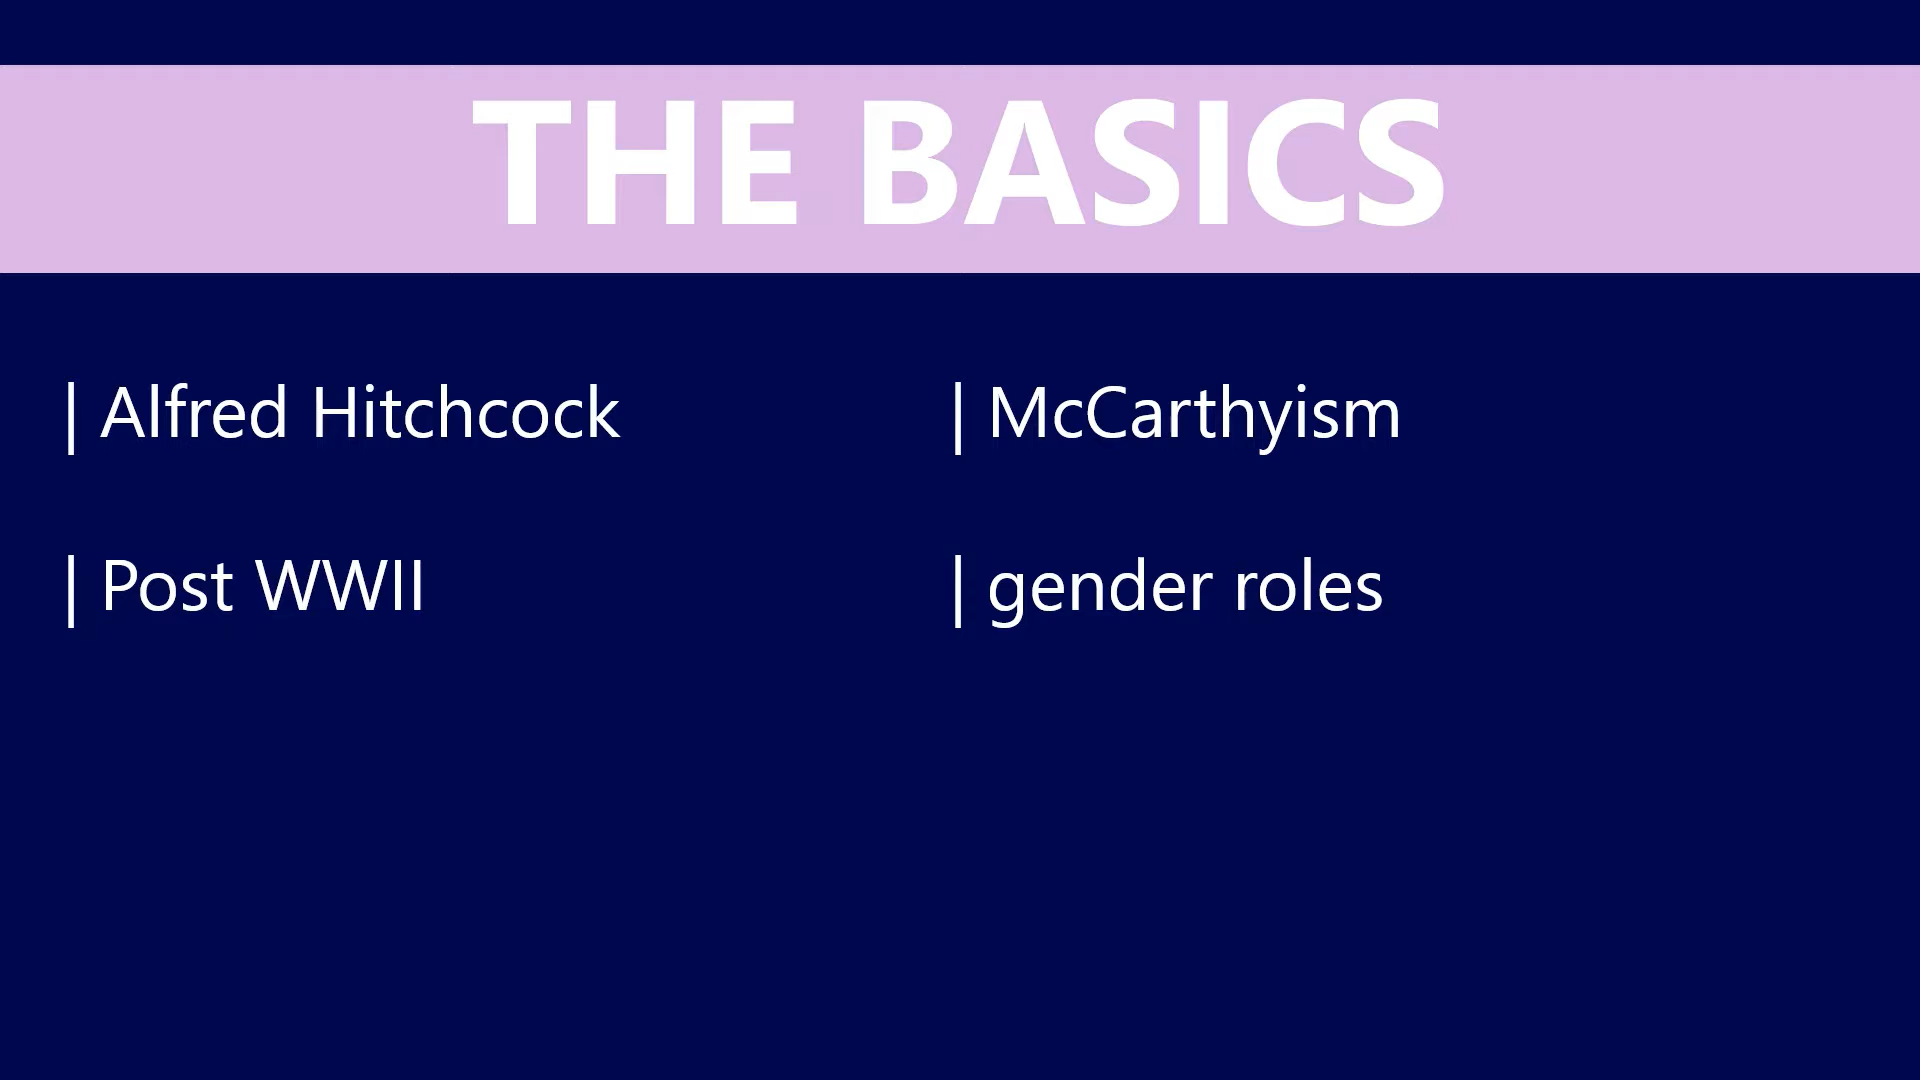 THE BASICS
| Alfred Hitchcock
| Post WWII
| McCarthyism
| gender roles